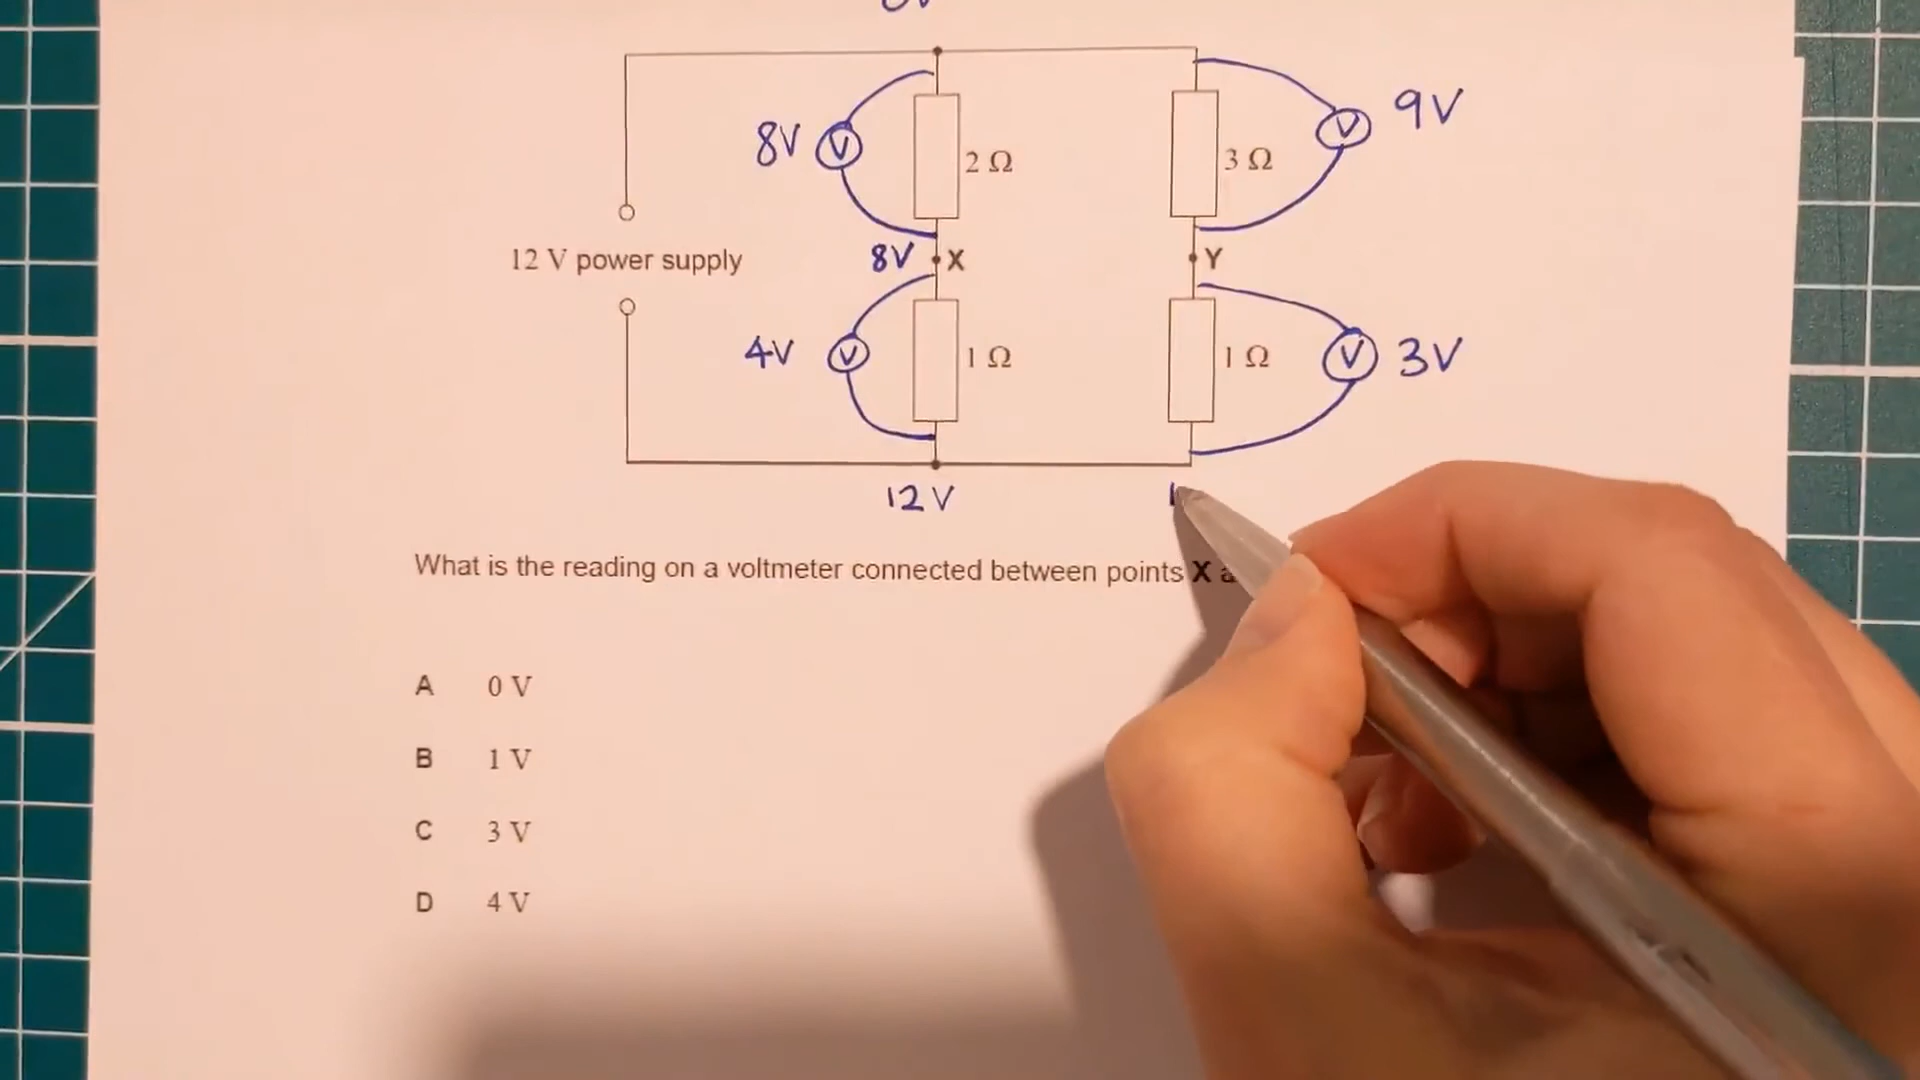 9V
8V V V
2 Ω 3 Ω
12 V power supply 8V X Y
4V V 1 Ω 1 Ω V 3V
12 V
What is the reading on a voltmeter connected between points X
A 0 V
B 1 V
C 3 V
D 4 V